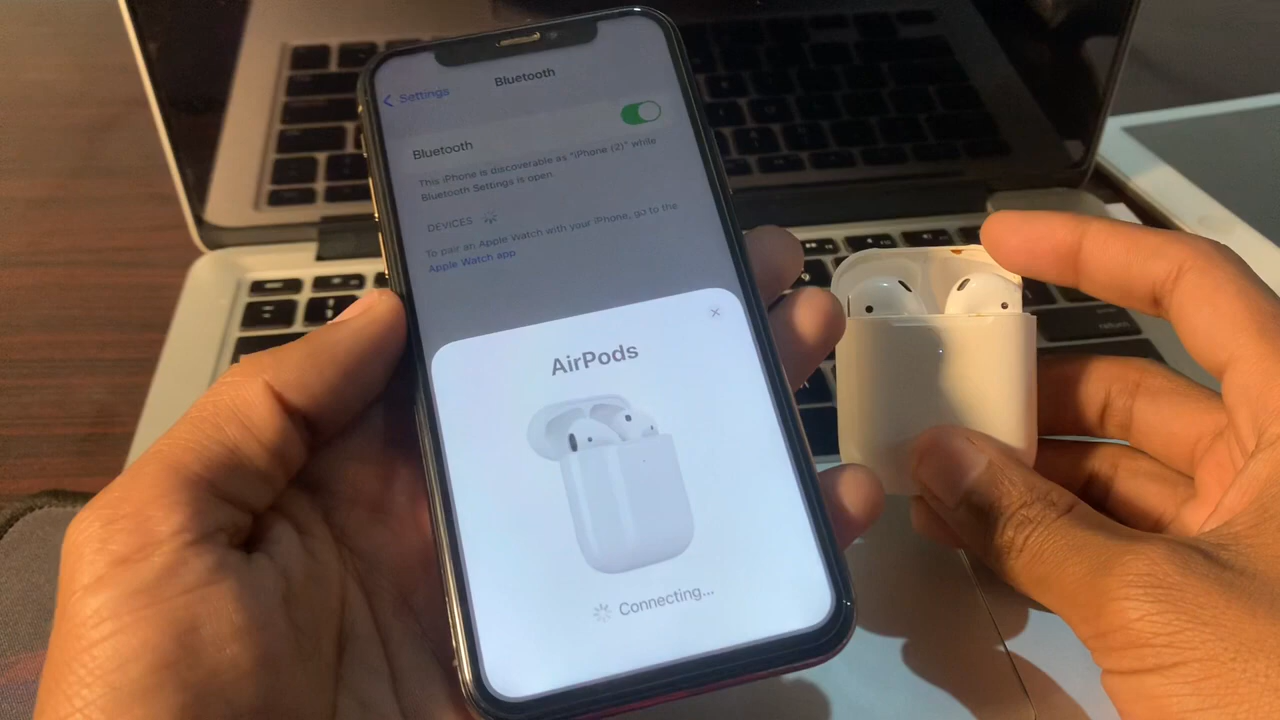 Settings
Bluetooth
Bluetooth
This iPhone is discoverable as "iPhone (2)" while
Bluetooth Settings is open.
DEVICES
To pair an Apple Watch with your iPhone, go to the
Apple Watch app
AirPods
Connecting...
return